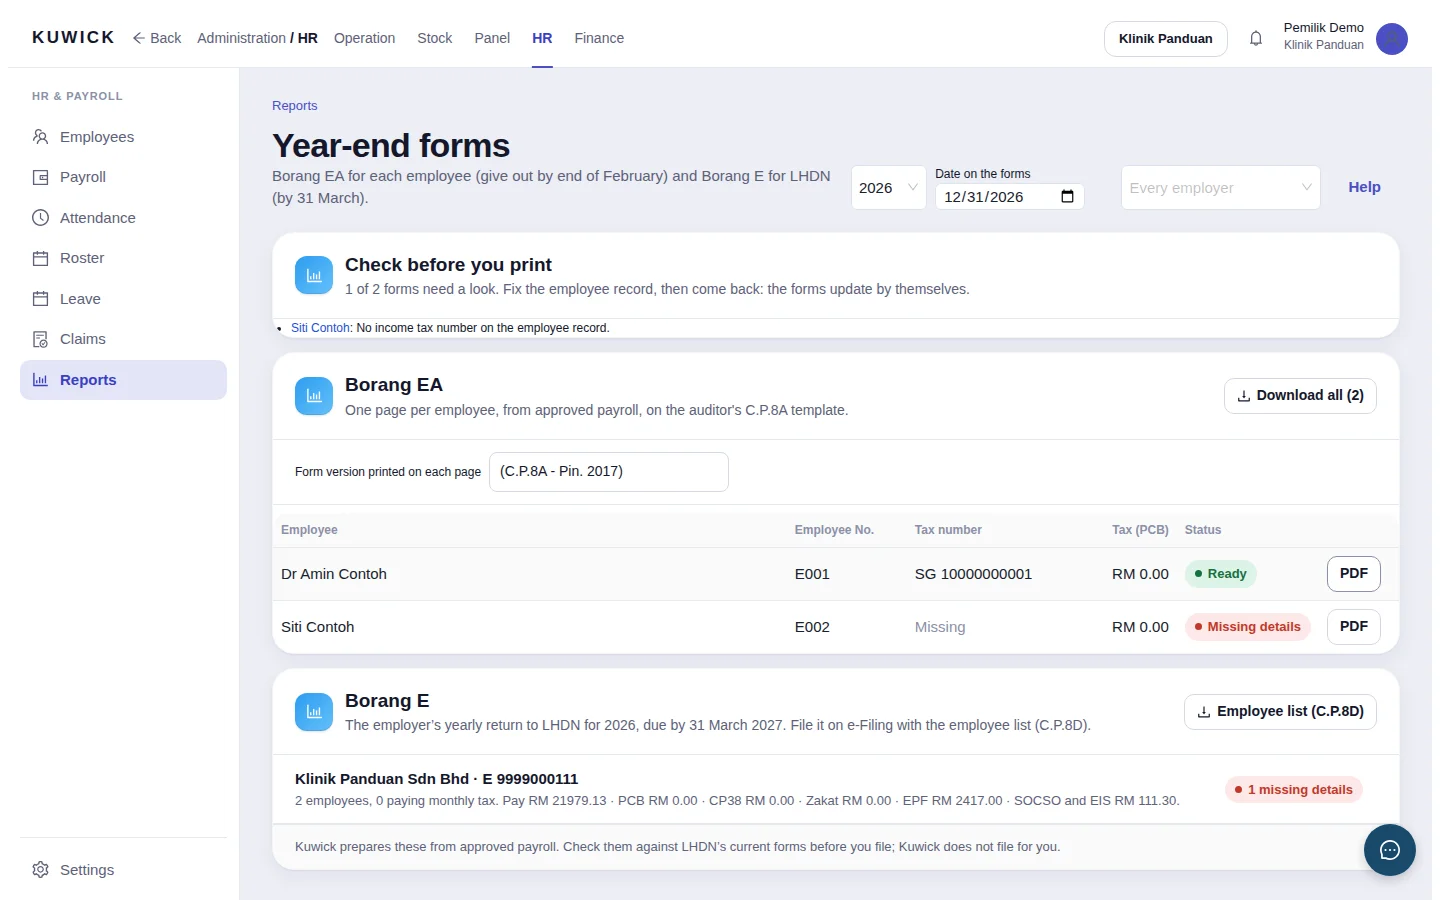 KUWICK
Back
Administration / HR
Operation
Stock
Panel
HR
Finance
Klinik Panduan
Pemilik Demo
Klinik Panduan
HR & PAYROLL
Employees
Payroll
Attendance
Roster
Leave
Claims
Reports
Settings
Reports
Year-end forms
Borang EA for each employee (give out by end of February) and Borang E for LHDN
(by 31 March).
2026
Date on the forms
12/31/2026
Every employer
Help
Check before you print
1 of 2 forms need a look. Fix the employee record, then come back: the forms update by themselves.
Siti Contoh: No income tax number on the employee record.
Borang EA
One page per employee, from approved payroll, on the auditor's C.P.8A template.
Download all (2)
Form version printed on each page
(C.P.8A - Pin. 2017)
Employee Employee No. Tax number Tax (PCB) Status
Dr Amin Contoh E001 SG 10000000001 RM 0.00 Ready PDF
Siti Contoh E002 Missing RM 0.00 Missing details PDF
Borang E
The employer’s yearly return to LHDN for 2026, due by 31 March 2027. File it on e-Filing with the employee list (C.P.8D).
Employee list (C.P.8D)
Klinik Panduan Sdn Bhd · E 9999000111
2 employees, 0 paying monthly tax. Pay RM 21979.13 · PCB RM 0.00 · CP38 RM 0.00 · Zakat RM 0.00 · EPF RM 2417.00 · SOCSO and EIS RM 111.30.
1 missing details
Kuwick prepares these from approved payroll. Check them against LHDN’s current forms before you file; Kuwick does not file for you.